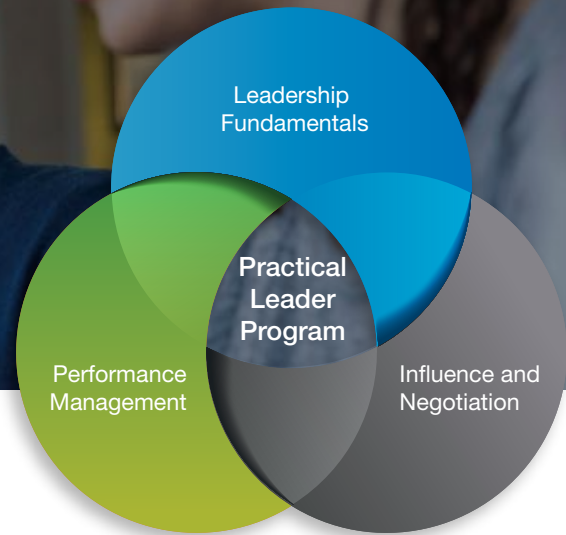 Leadership
Fundamentals
Practical
Leader
Program
Performance
Management
Influence and
Negotiation